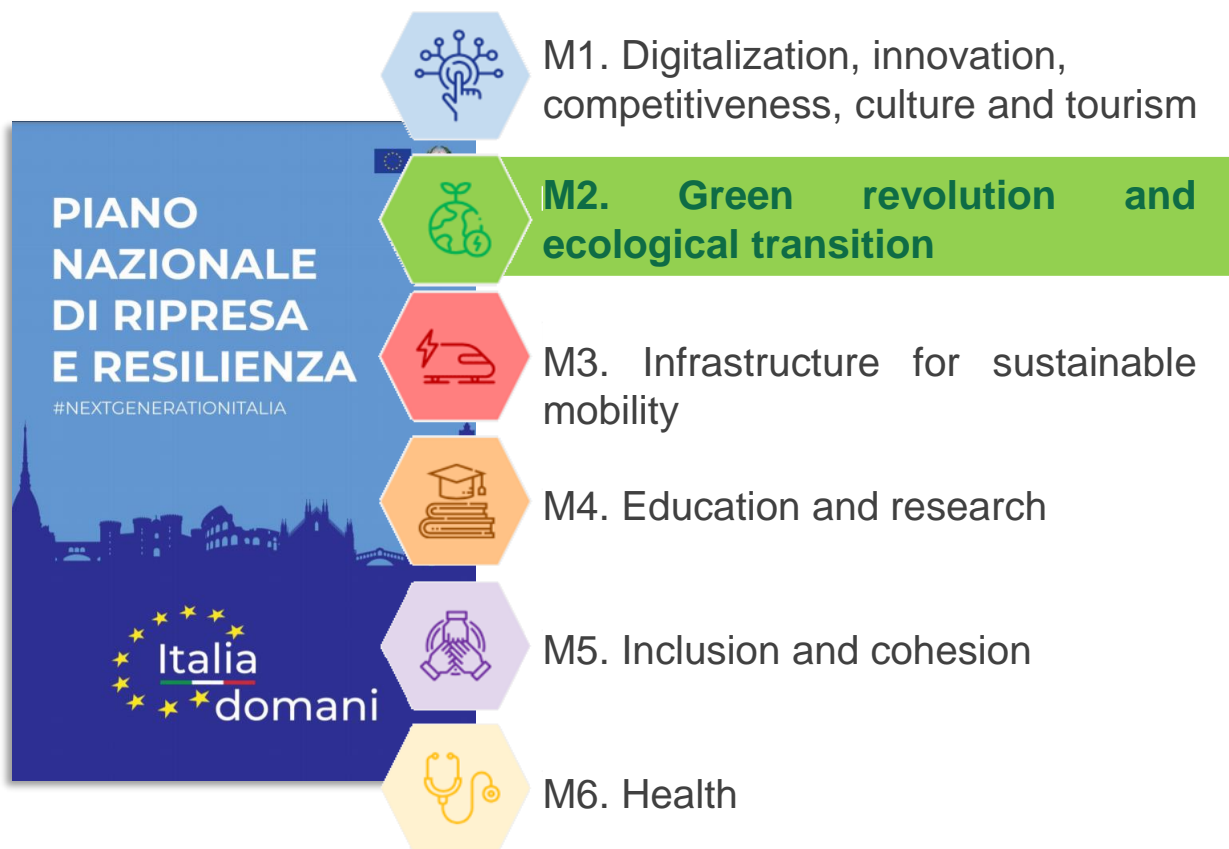 M1. Digitalization, innovation,
competitiveness, culture and tourism
PIANO
NAZIONALE
DI RIPRESA
E RESILIENZA
#NEXTGENERATIONITALIA
Italia
domani
M2. Green revolution and
ecological transition
M3. Infrastructure for sustainable
mobility
M4. Education and research
M5. Inclusion and cohesion
M6. Health